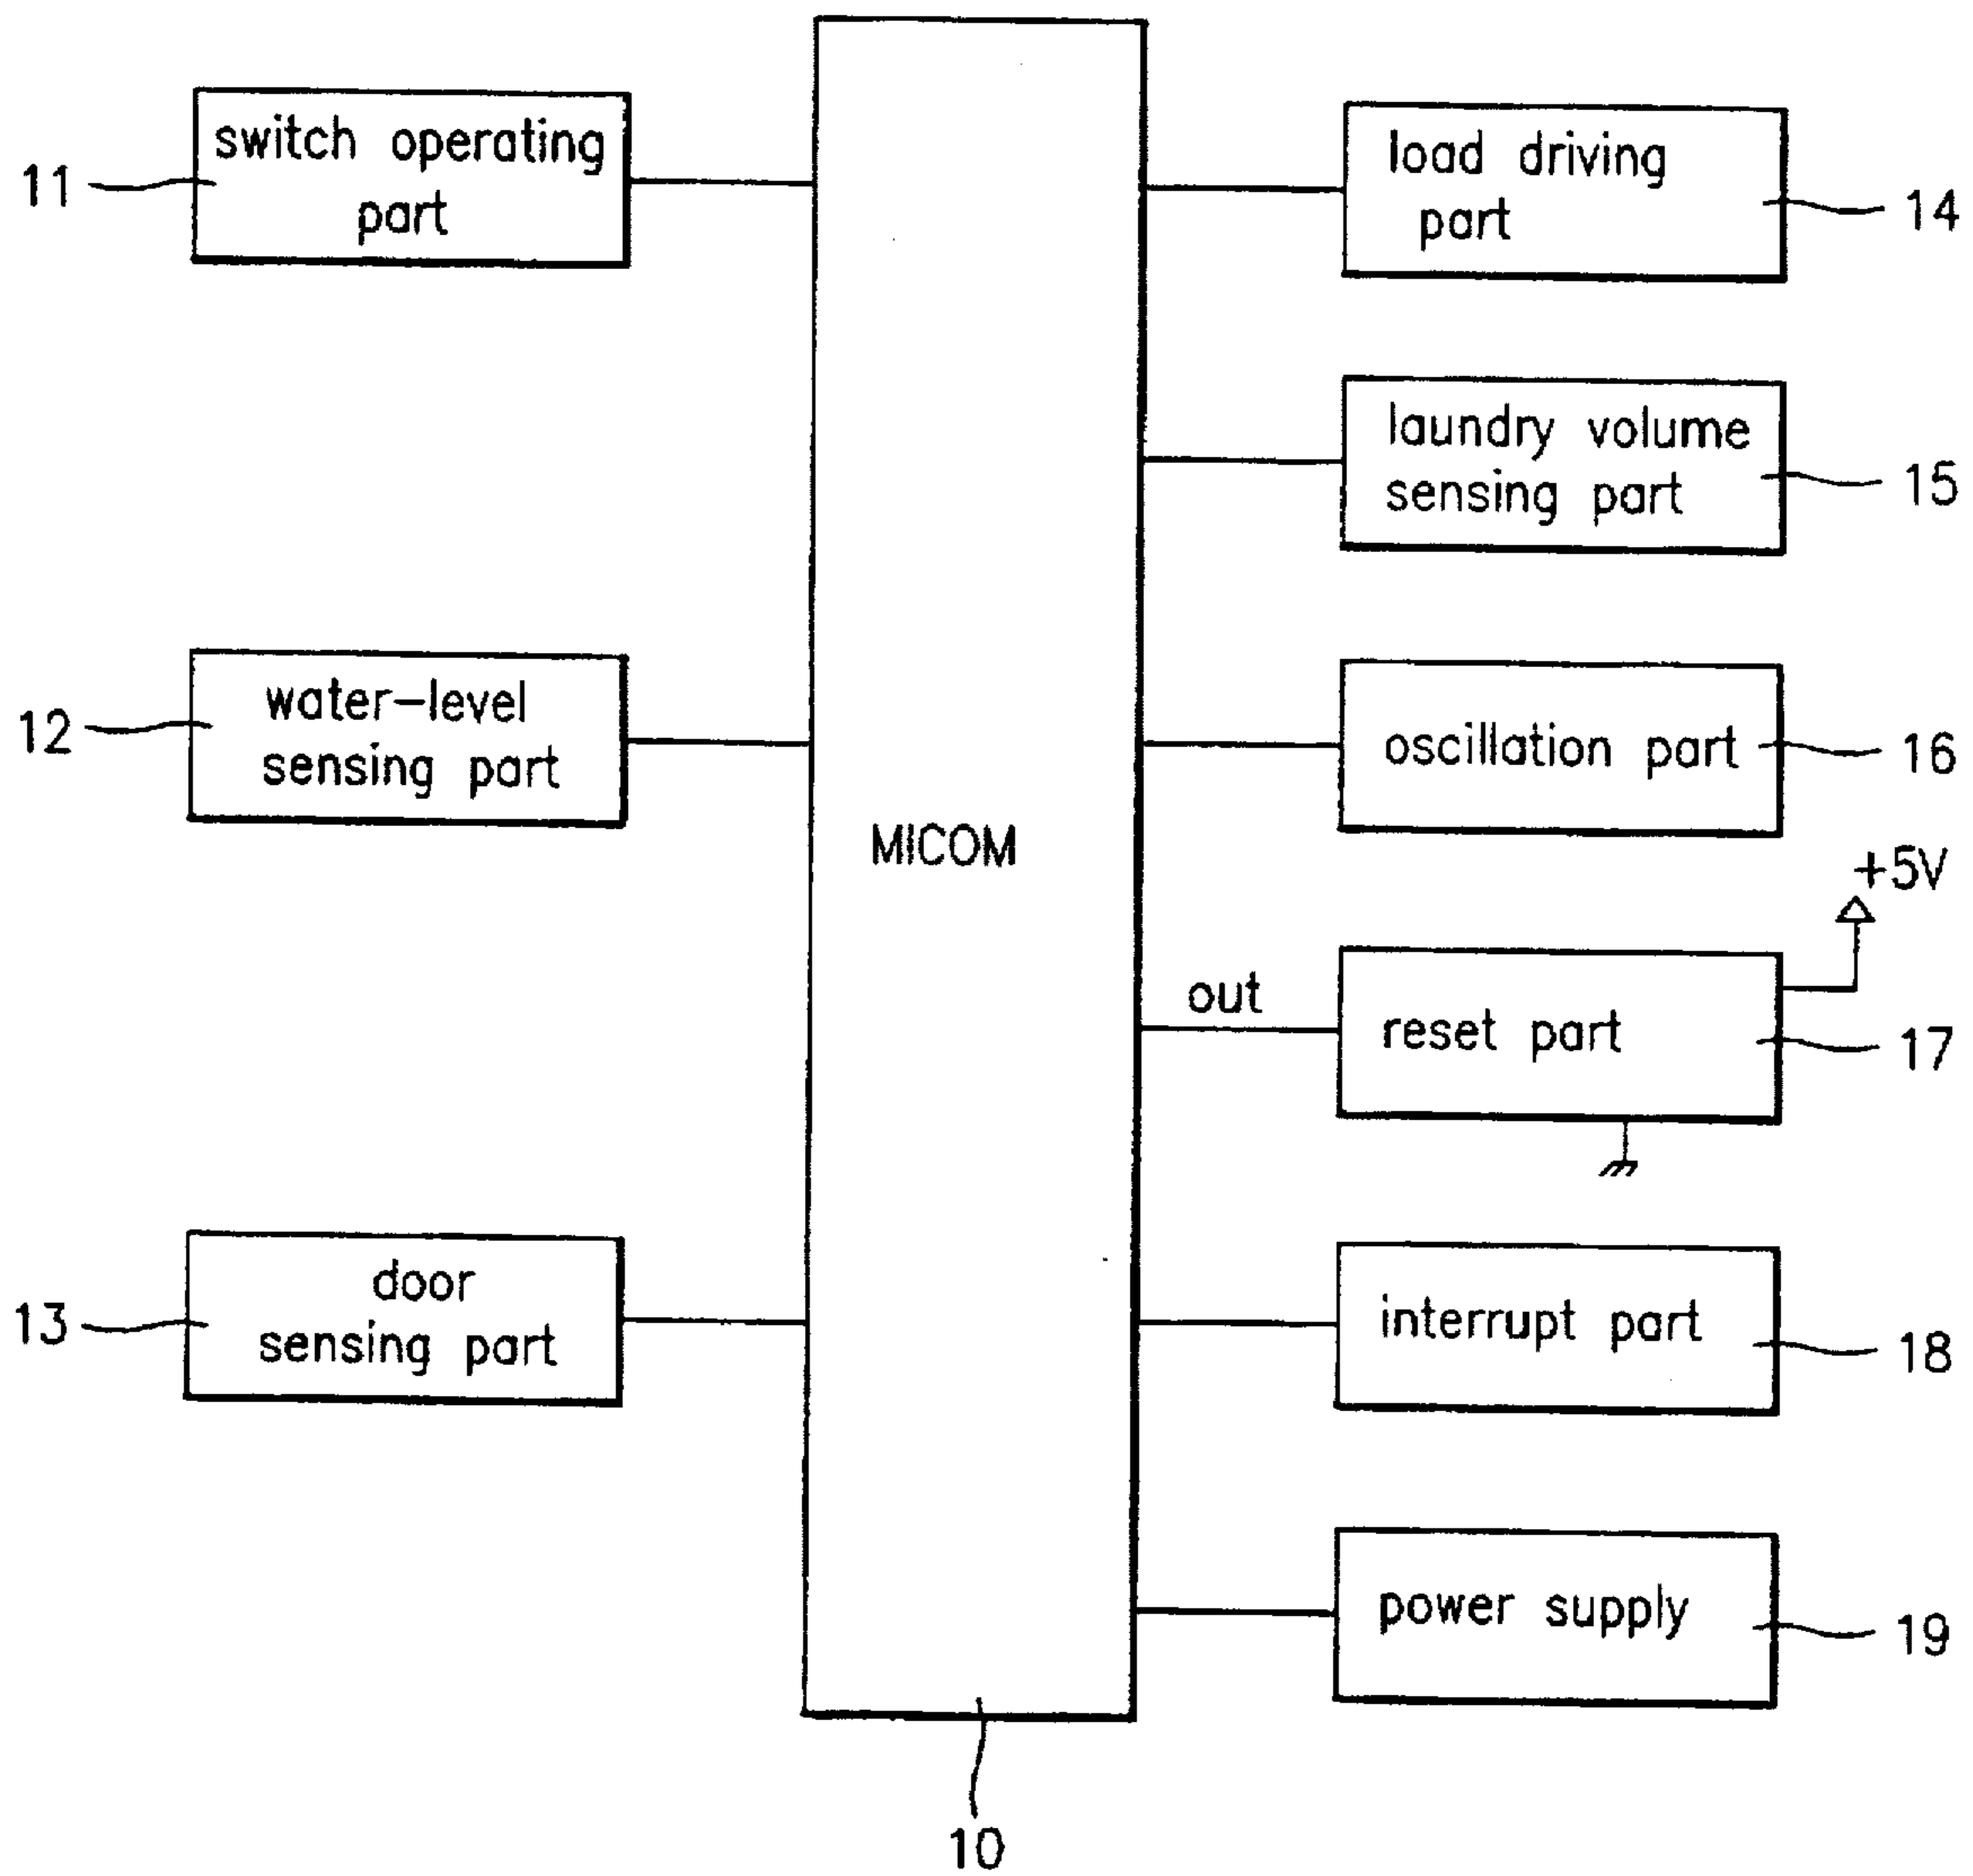 switch operating
part
11
load driving
part
14
laundry volume
sensing part
15
water-level
sensing part
12
oscillation part
16
MICOM
+5V
out
reset part
17
door
sensing part
13
interrupt part
18
power supply
19
10